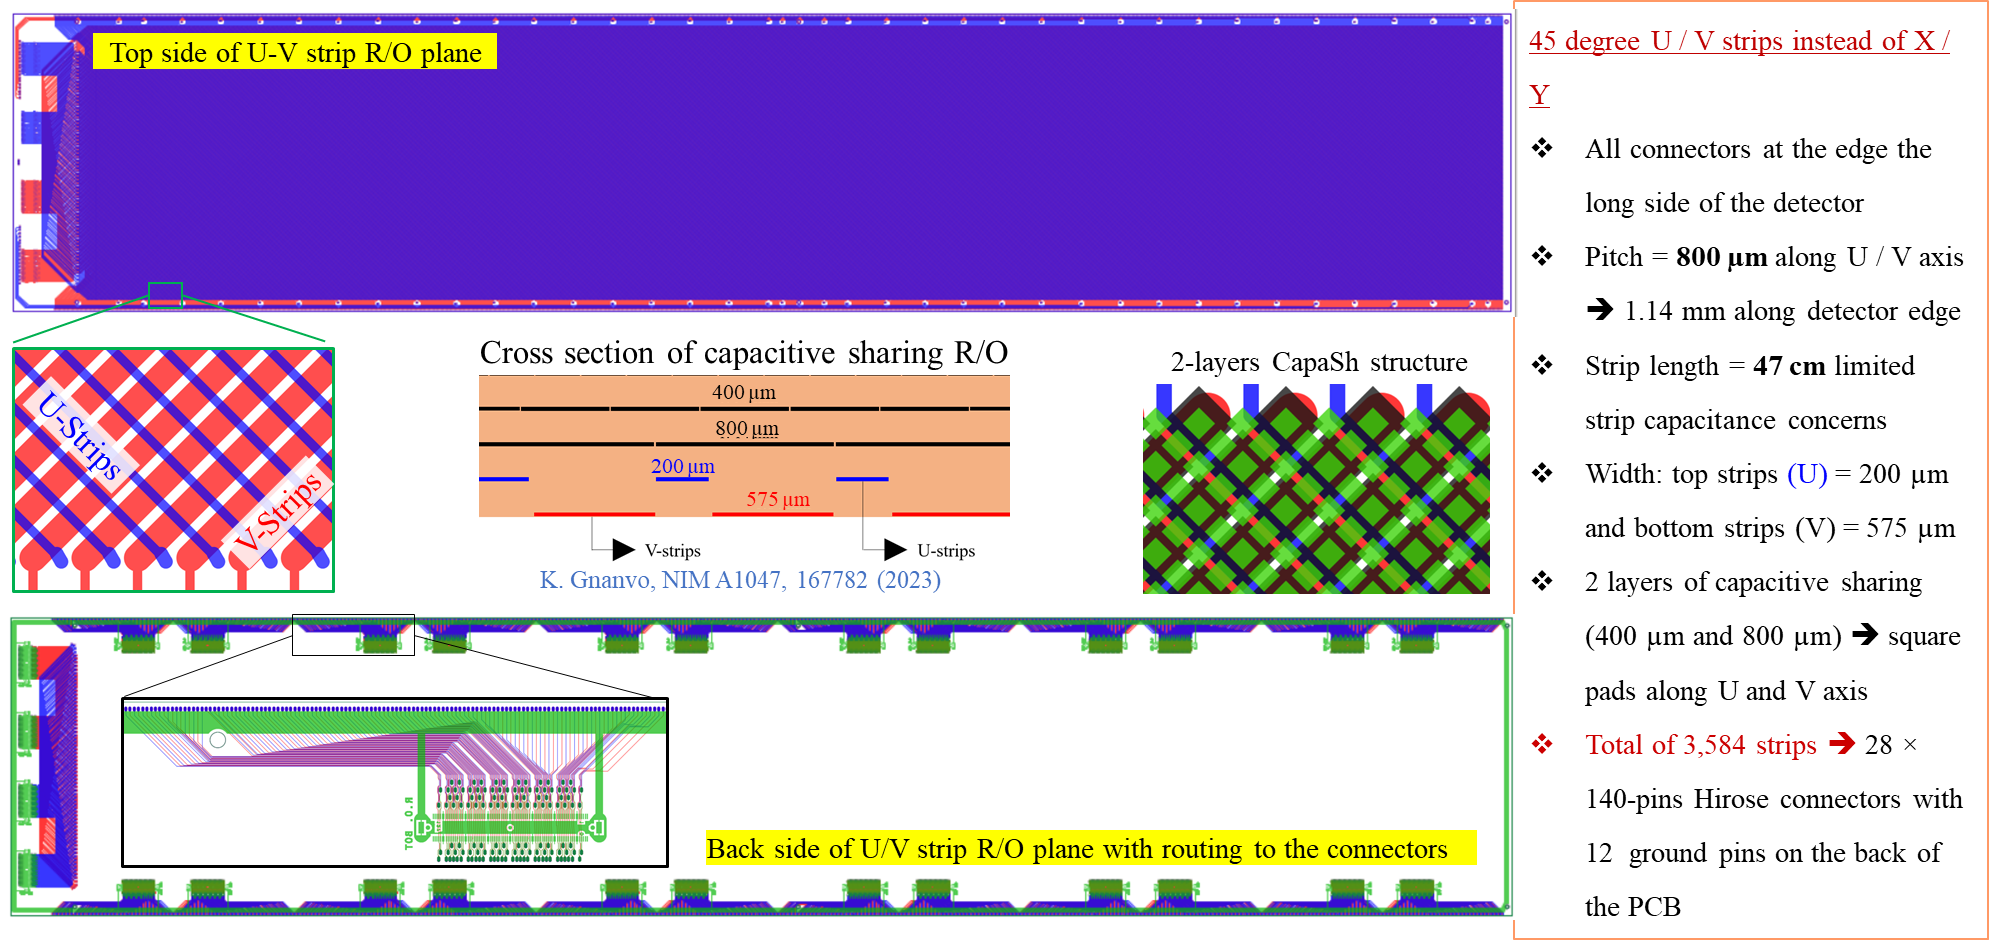 Top side of U-V strip R/O plane
U-Strips
V-Strips
Cross section of capacitive sharing R/O
400 µm
800 µm
200 µm
575 µm
V-strips
U-strips
K. Gnanvo, NIM A1047, 167782 (2023)
2-layers CapaSh structure
R.O. BOT
Back side of U/V strip R/O plane with routing to the connectors
45 degree U / V strips instead of X /
Y
❖ All connectors at the edge the
long side of the detector
❖ Pitch = 800 µm along U / V axis
➔ 1.14 mm along detector edge
❖ Strip length = 47 cm limited
strip capacitance concerns
❖ Width: top strips (U) = 200 µm
and bottom strips (V) = 575 µm
❖ 2 layers of capacitive sharing
(400 µm and 800 µm) ➔ square
pads along U and V axis
❖ Total of 3,584 strips ➔ 28 ×
140-pins Hirose connectors with
12 ground pins on the back of
the PCB